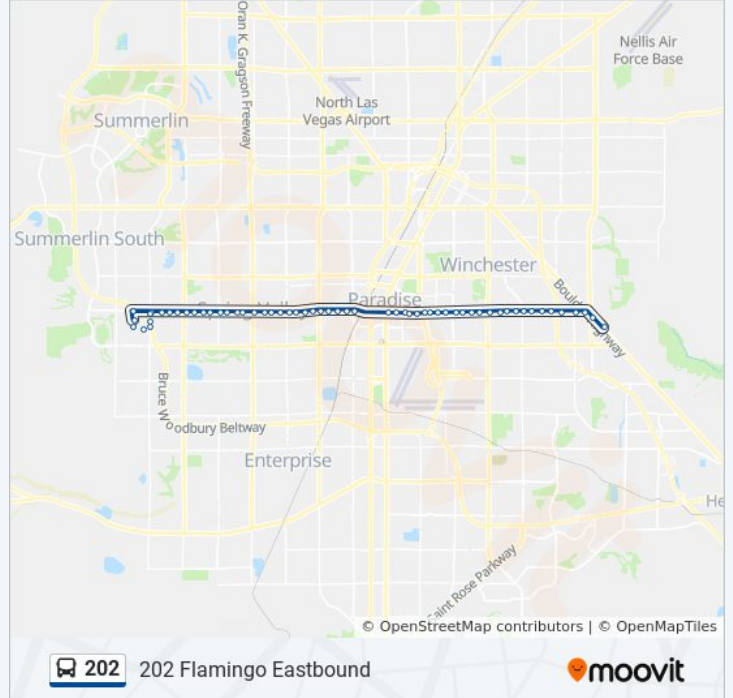 Oran K. Gragson Freeway
Nellis Air
Force Base
North Las
Vegas Airport
Summerlin
Summerlin South
Winchester
Paradise
Bruce Woodbury Beltway
Enterprise
He
Saint Rose Parkway
© OpenStreetMap contributors | © OpenMapTiles
202 202 Flamingo Eastbound
moovit